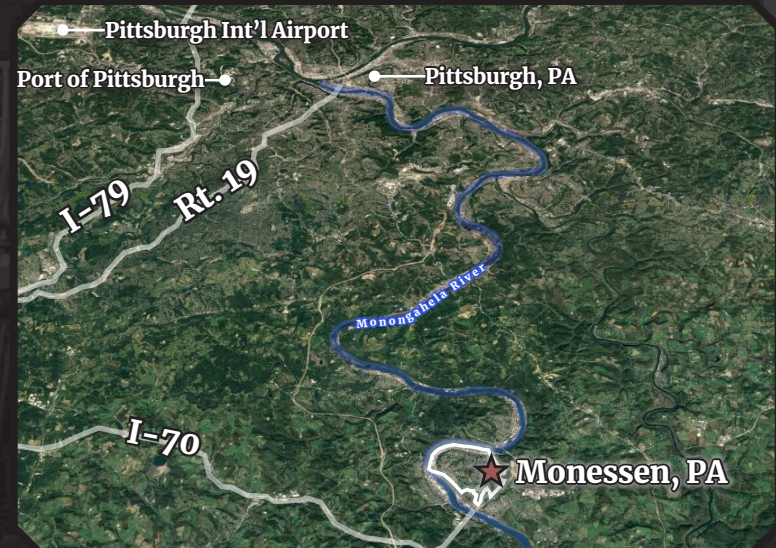 Pittsburgh Int'l Airport
Port of Pittsburgh
Pittsburgh, PA
I-79
Rt. 19
Monongahela River
I-70
Monessen, PA